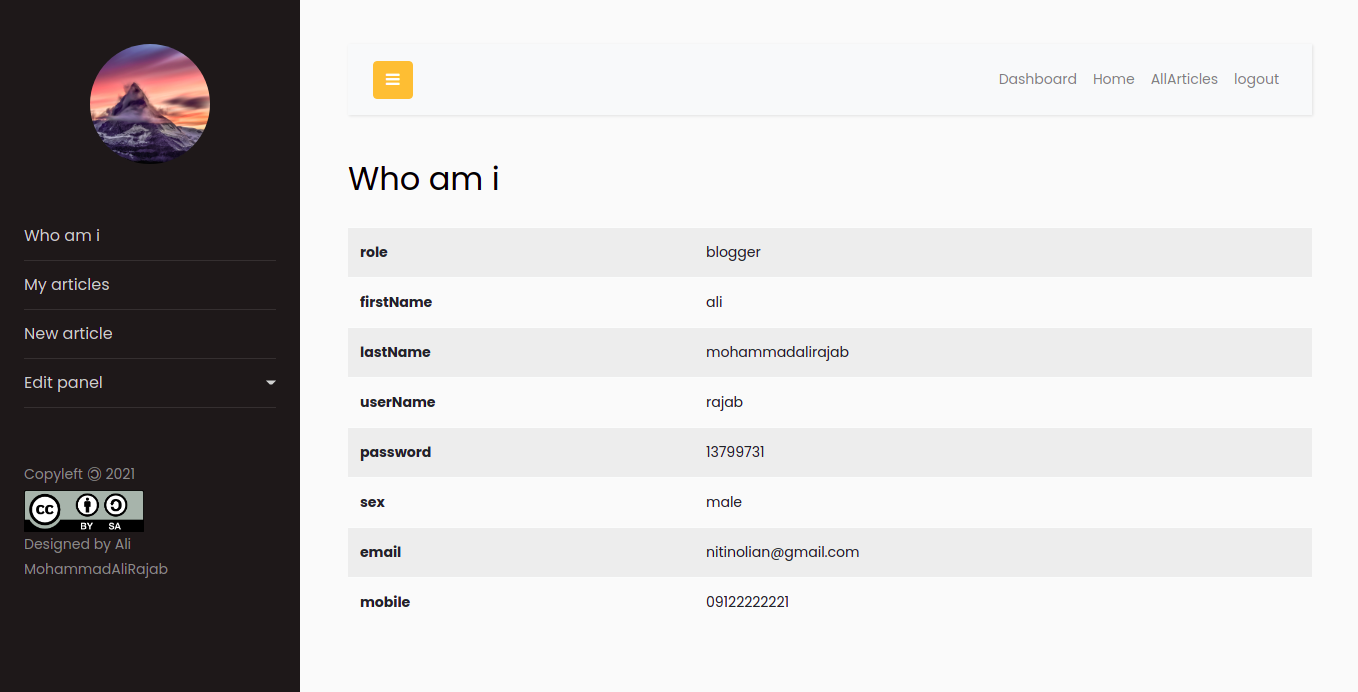 Dashboard Home AllArticles logout
Who am i
My articles
New article
Edit panel
Copyleft 🄯 2021
cc BY SA
Designed by Ali
MohammadAliRajab
Who am i
role blogger
firstName ali
lastName mohammadalirajab
userName rajab
password 13799731
sex male
email nitinolian@gmail.com
mobile 09122222221